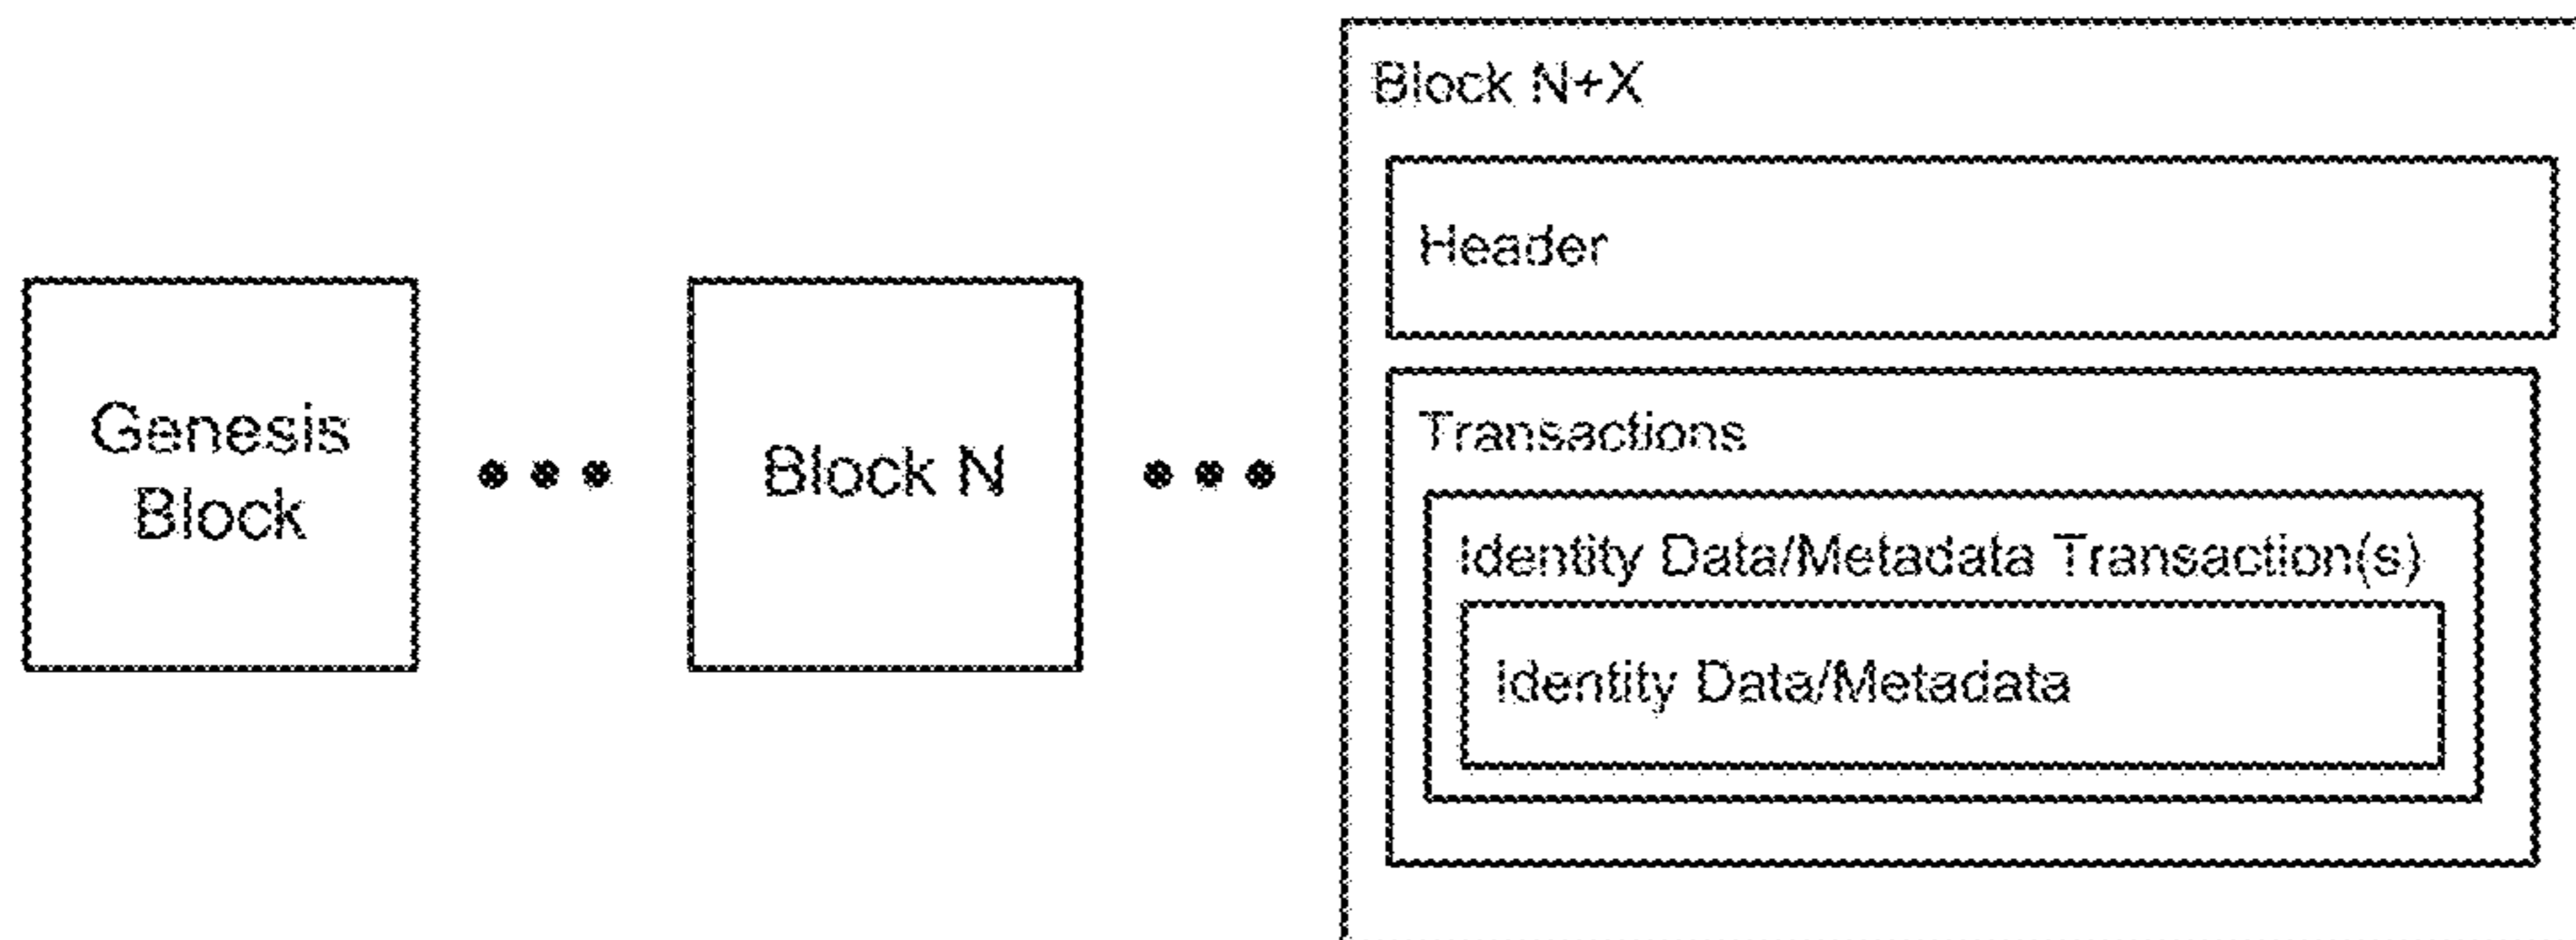 Genesis
Block
Block N
Block N+X
Header
Transactions
Identity Data/Metadata Transaction(s)
Identity Data/Metadata